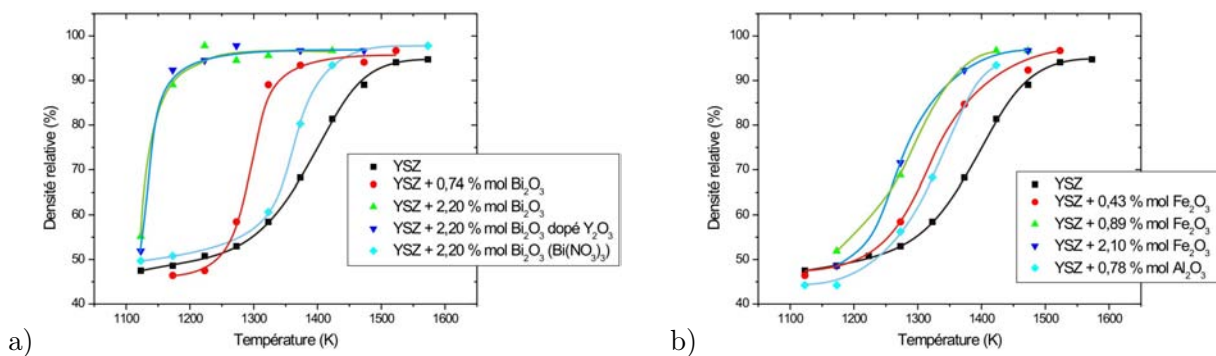 100
90
80
70
60
50
40
Densité relative (%)
1100 1200 1300 1400 1500 1600
Température (K)
YSZ
YSZ + 0,74 % mol Bi₂O₃
YSZ + 2,20 % mol Bi₂O₃
YSZ + 2,20 % mol Bi₂O₃ dopé Y₂O₃
YSZ + 2,20 % mol Bi₂O₃ (Bi(NO₃)₃)
a)
100
90
80
70
60
50
40
Densité relative (%)
1100 1200 1300 1400 1500 1600
Température (K)
YSZ
YSZ + 0,43 % mol Fe₂O₃
YSZ + 0,89 % mol Fe₂O₃
YSZ + 2,10 % mol Fe₂O₃
YSZ + 0,78 % mol Al₂O₃
b)